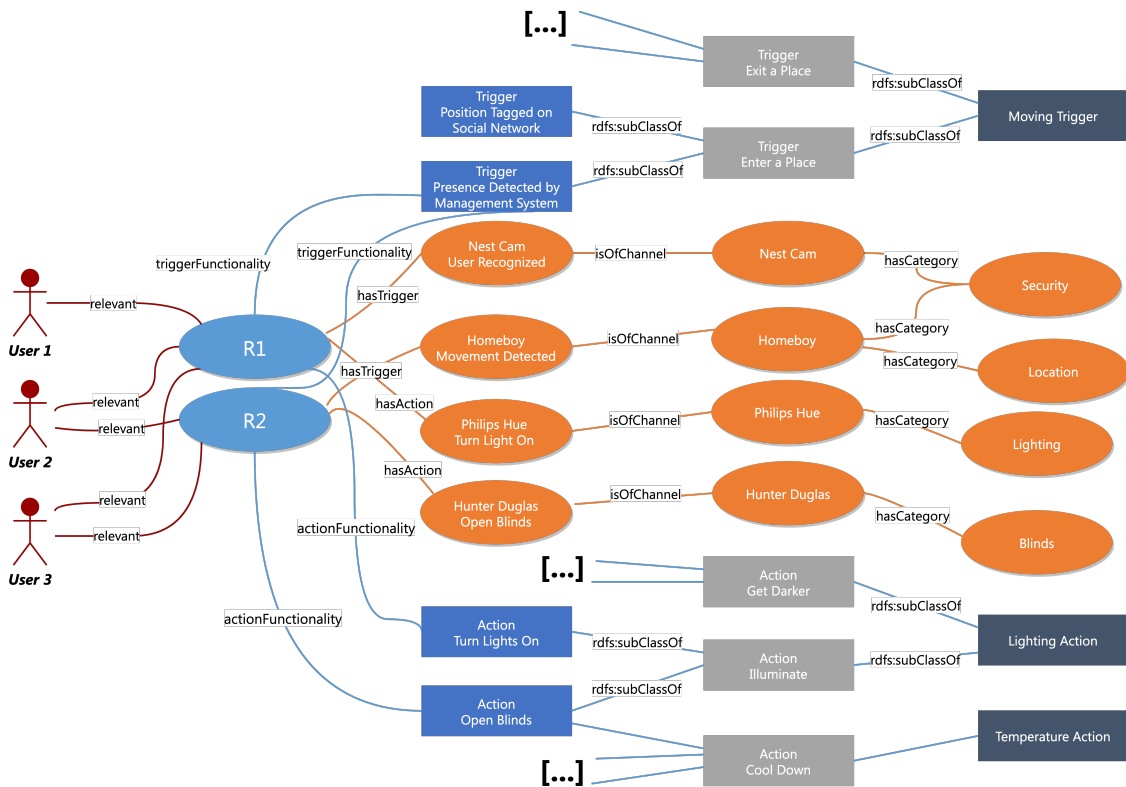 [...]
Trigger
Exit a Place
rdfs:subClassOf
Moving Trigger
Trigger
Position Tagged on
Social Network
rdfs:subClassOf
Trigger
Enter a Place
rdfs:subClassOf
Trigger
Presence Detected by
Management System
rdfs:subClassOf
triggerFunctionality
triggerFunctionality
Nest Cam
User Recognized
isOfChannel
Nest Cam
hasCategory
Security
hasTrigger
relevant
User 1
R1
Homeboy
Movement Detected
isOfChannel
Homeboy
hasCategory
hasCategory
Location
hasTrigger
relevant
relevant
User 2
R2
hasAction
Philips Hue
Turn Light On
isOfChannel
Philips Hue
hasCategory
Lighting
hasAction
Hunter Duglas
Open Blinds
isOfChannel
Hunter Duglas
hasCategory
Blinds
relevant
relevant
User 3
actionFunctionality
[...]
Action
Get Darker
rdfs:subClassOf
Lighting Action
actionFunctionality
Action
Turn Lights On
rdfs:subClassOf
Action
Illuminate
rdfs:subClassOf
Action
Open Blinds
rdfs:subClassOf
Temperature Action
[...]
Action
Cool Down